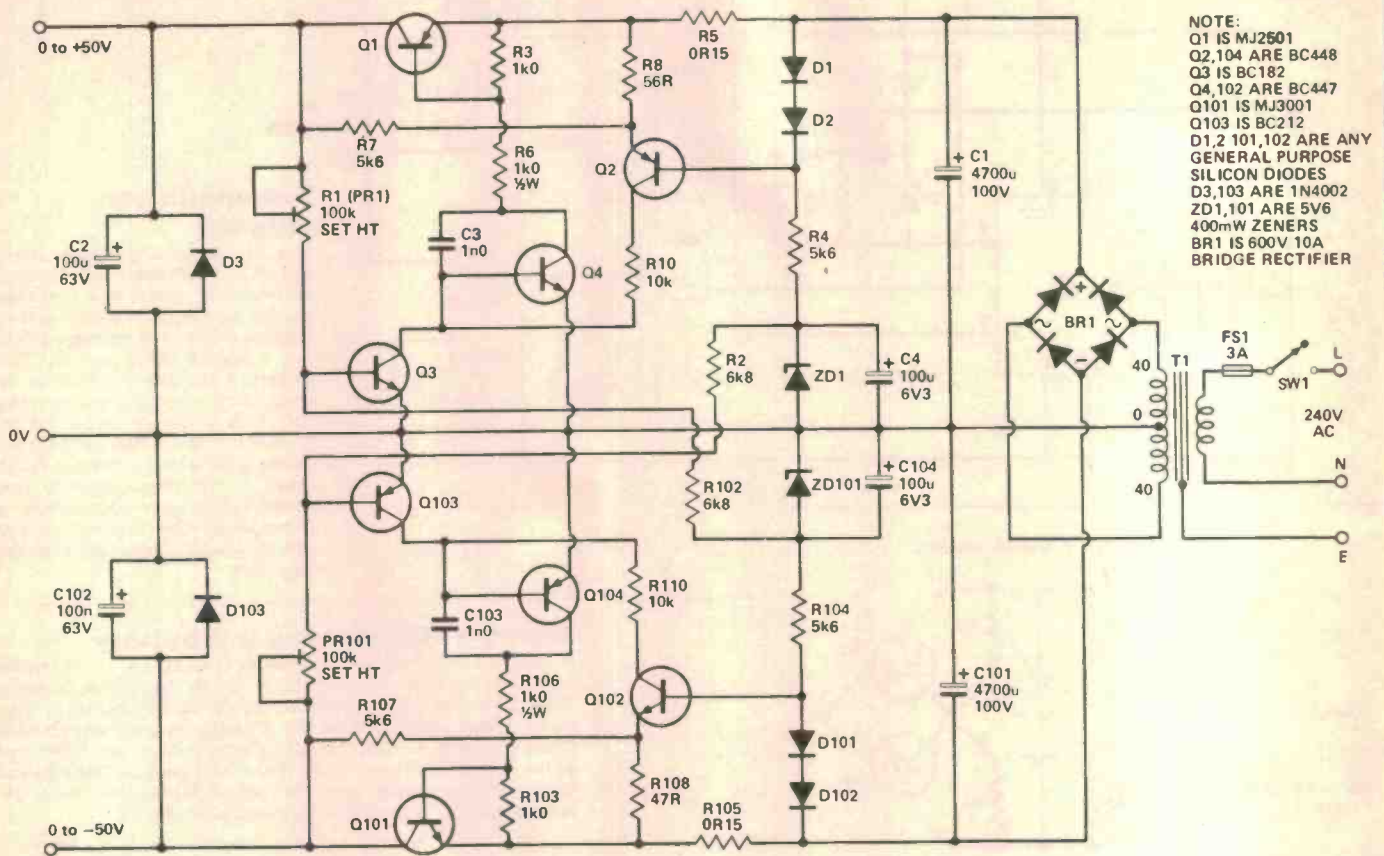 0 to +50V
Q1
R3
1k0
R8
56R
R5
0R15
D1
D2
R7
5k6
R6
1k0
½W
Q2
C1
4700u
100V
+
R1 (PR1)
100k
SET HT
C2
100u
63V
+
D3
C3
1n0
Q4
R10
10k
R4
5k6
Q3
R2
6k8
ZD1
C4
100u
6V3
+
BR1
+
−
~
~
T1
40
0
40
FS1
3A
SW1
L
240V
AC
N
E
0V
Q103
R102
6k8
ZD101
C104
100u
6V3
+
C102
100n
63V
+
D103
C103
1n0
Q104
R110
10k
R104
5k6
PR101
100k
SET HT
R106
1k0
½W
Q102
C101
4700u
100V
+
R107
5k6
D101
D102
R108
47R
R103
1k0
R105
0R15
Q101
0 to −50V
NOTE:
Q1 IS MJ2501
Q2,104 ARE BC448
Q3 IS BC182
Q4,102 ARE BC447
Q101 IS MJ3001
Q103 IS BC212
D1,2 101,102 ARE ANY
GENERAL PURPOSE
SILICON DIODES
D3,103 ARE 1N4002
ZD1,101 ARE 5V6
400mW ZENERS
BR1 IS 600V 10A
BRIDGE RECTIFIER